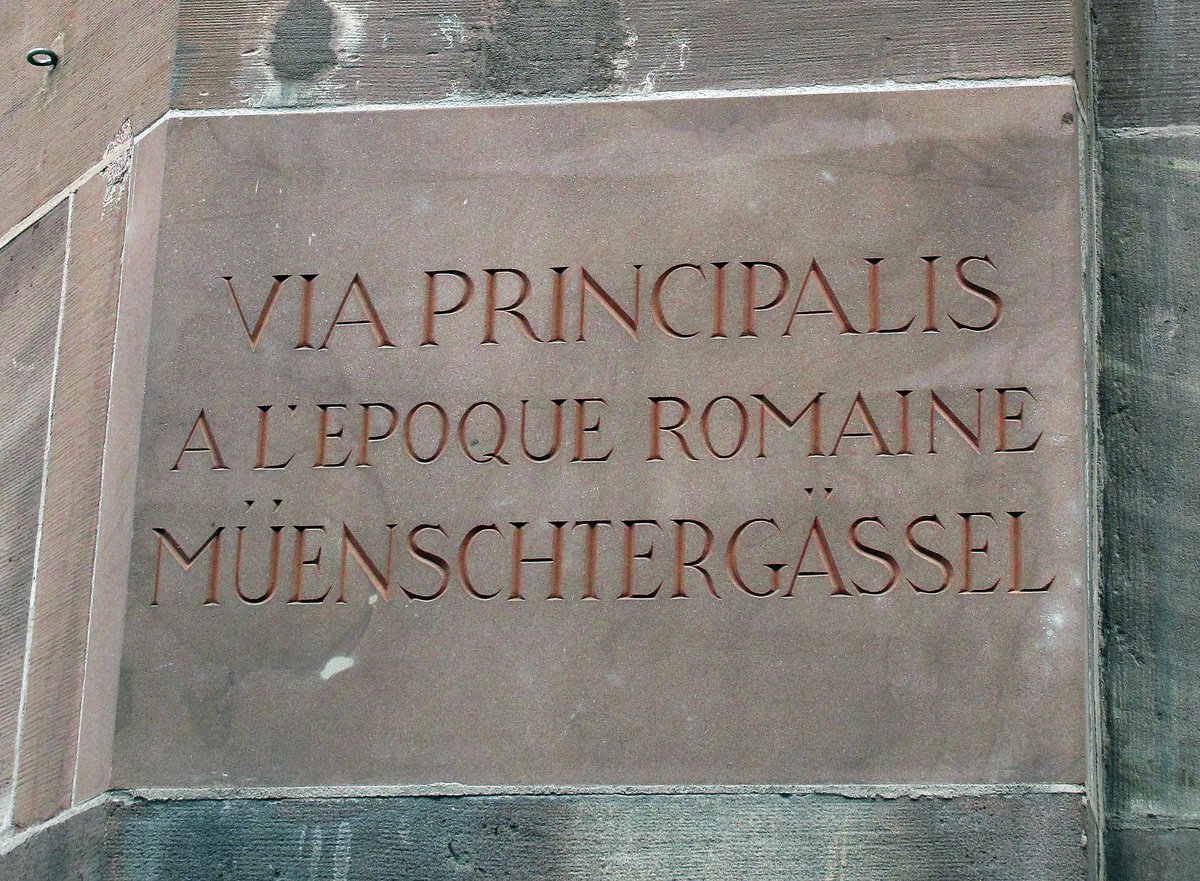 VIA PRINCIPALIS
A L'EPOQUE ROMAINE
MÜENSCHTERGÄSSEL